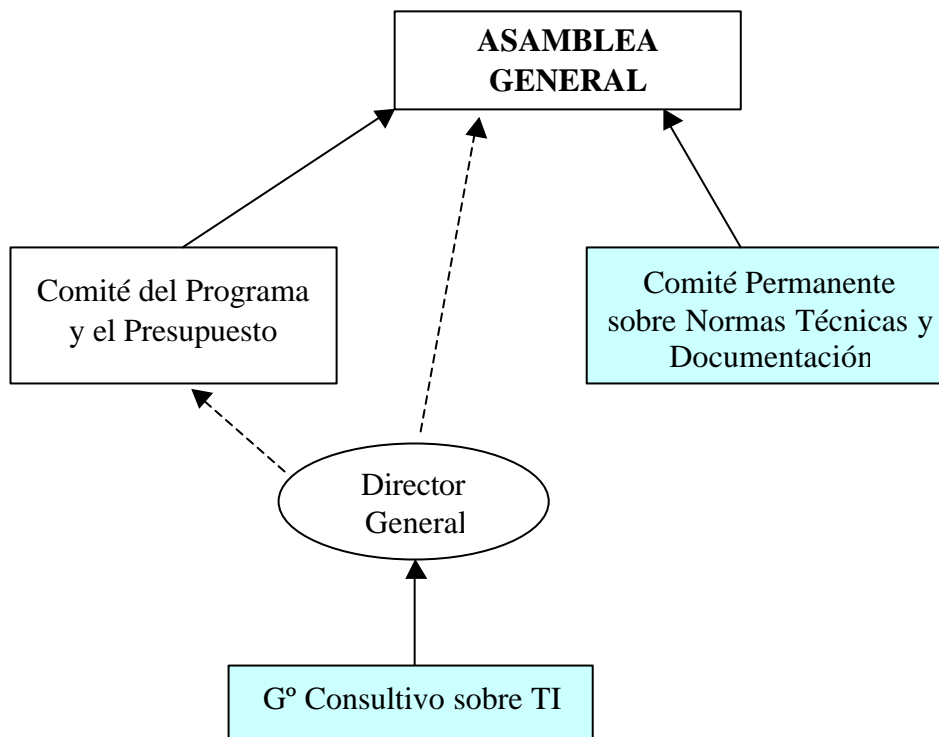 ASAMBLEA
GENERAL
Comité del Programa
y el Presupuesto
Comité Permanente
sobre Normas Técnicas y
Documentación
Director
General
Gº Consultivo sobre TI